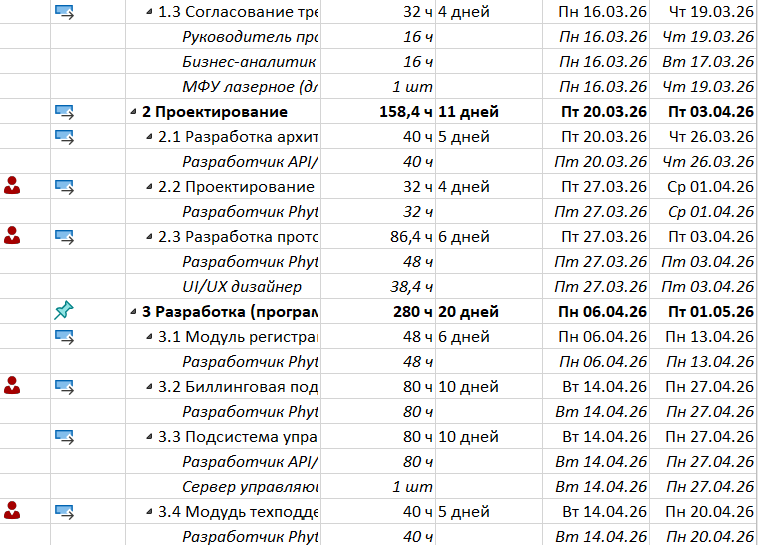 1.3 Согласование тре 32 ч 4 дней Пн 16.03.26 Чт 19.03.26
Руководитель про 16 ч Пн 16.03.26 Чт 19.03.26
Бизнес-аналитик 16 ч Пн 16.03.26 Вт 17.03.26
МФУ лазерное (дл 1 шт Пн 16.03.26 Чт 19.03.26
2 Проектирование 158,4 ч 11 дней Пт 20.03.26 Пт 03.04.26
2.1 Разработка архит 40 ч 5 дней Пт 20.03.26 Чт 26.03.26
Разработчик API/ 40 ч Пт 20.03.26 Чт 26.03.26
2.2 Проектирование 32 ч 4 дней Пт 27.03.26 Ср 01.04.26
Разработчик Phyt 32 ч Пт 27.03.26 Ср 01.04.26
2.3 Разработка прото 86,4 ч 6 дней Пт 27.03.26 Пт 03.04.26
Разработчик Phyt 48 ч Пт 27.03.26 Пт 03.04.26
UI/UX дизайнер 38,4 ч Пт 27.03.26 Пт 03.04.26
3 Разработка (програм 280 ч 20 дней Пн 06.04.26 Пт 01.05.26
3.1 Модуль регистра 48 ч 6 дней Пн 06.04.26 Пн 13.04.26
Разработчик Phyt 48 ч Пн 06.04.26 Пн 13.04.26
3.2 Биллинговая под 80 ч 10 дней Вт 14.04.26 Пн 27.04.26
Разработчик Phyt 80 ч Вт 14.04.26 Пн 27.04.26
3.3 Подсистема упра 80 ч 10 дней Вт 14.04.26 Пн 27.04.26
Разработчик API/ 80 ч Вт 14.04.26 Пн 27.04.26
Сервер управляю 1 шт Вт 14.04.26 Пн 27.04.26
3.4 Модудь техподде 40 ч 5 дней Вт 14.04.26 Пн 20.04.26
Разработчик Phyt 40 ч Вт 14.04.26 Пн 20.04.26